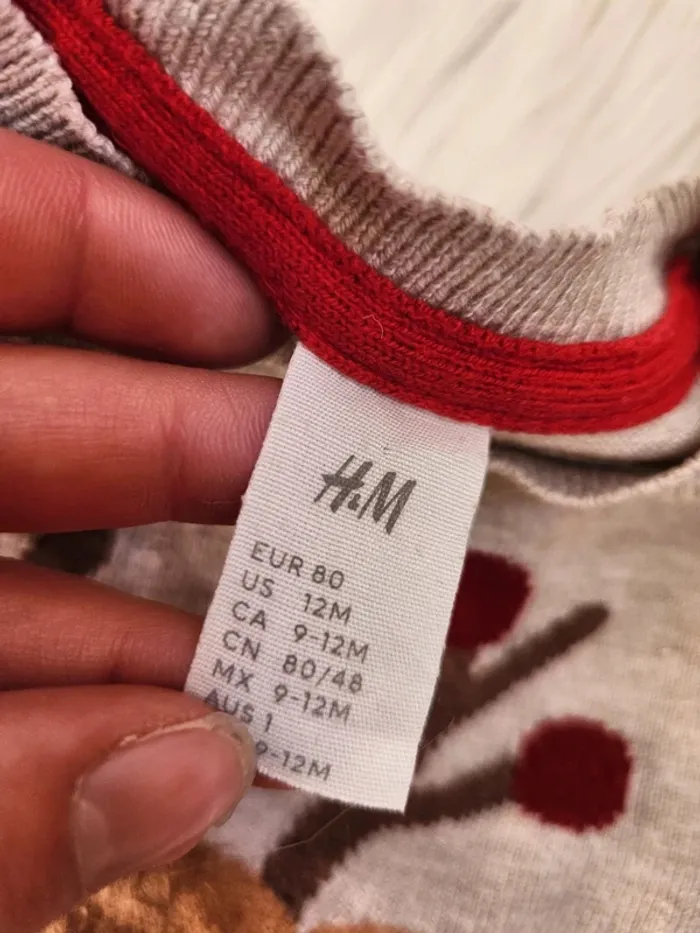 H&M
EUR 80
US 12M
CA 9-12M
CN 80/48
MX 9-12M
AUS 1
9-12M